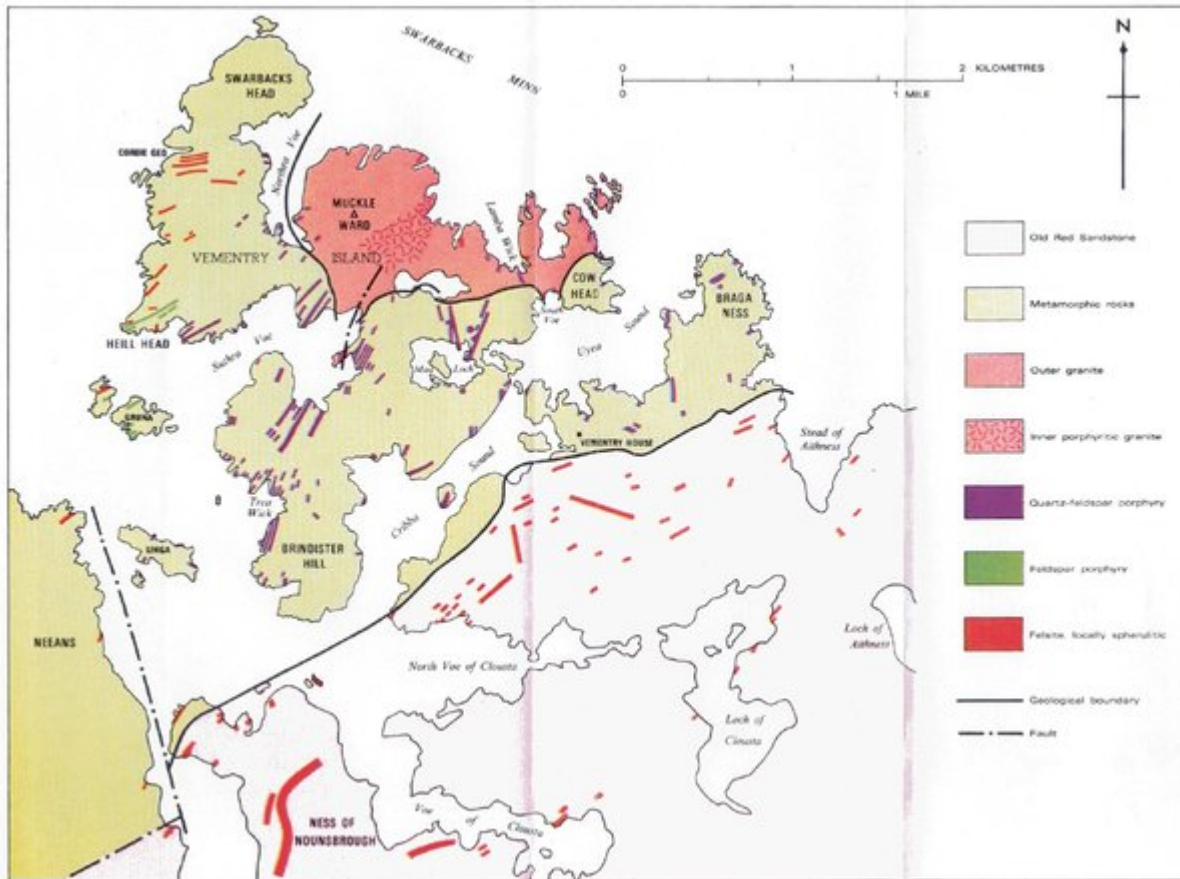 SWARBACKS
MINN
N
2 KILOMETRES
0 1
0 1 MILE
SWARBACKS
HEAD
Northra Voe
MUCKLE
WARD
Lamba Wick
VEMENTRY
ISLAND
COW
HEAD
BRAGA
NESS
HEILL HEAD
Suthra Voe
Uyea
Sound
Loch
GRUNA
VEMENTRY HOUSE
Stead of
Aithness
Trea
Wick
Cribba
Sound
LINGA
BRINDISTER
HILL
NEEANS
North Voe of Clousta
Loch of
Aithness
Loch of
Clousta
NESS OF
NOUNSBROUGH
Voe of Clousta
Old Red Sandstone
Metamorphic rocks
Outer granite
Inner porphyritic granite
Quartz-feldspar porphyry
Feldspar porphyry
Felsite, locally spherulitic
Geological boundary
Fault